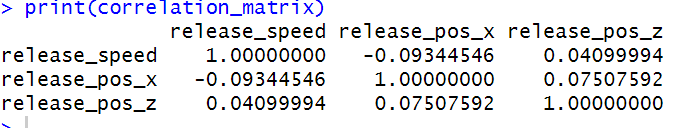 > print(correlation_matrix)
              release_speed release_pos_x release_pos_z
release_speed    1.00000000   -0.09344546    0.04099994
release_pos_x   -0.09344546    1.00000000    0.07507592
release_pos_z    0.04099994    0.07507592    1.00000000
>